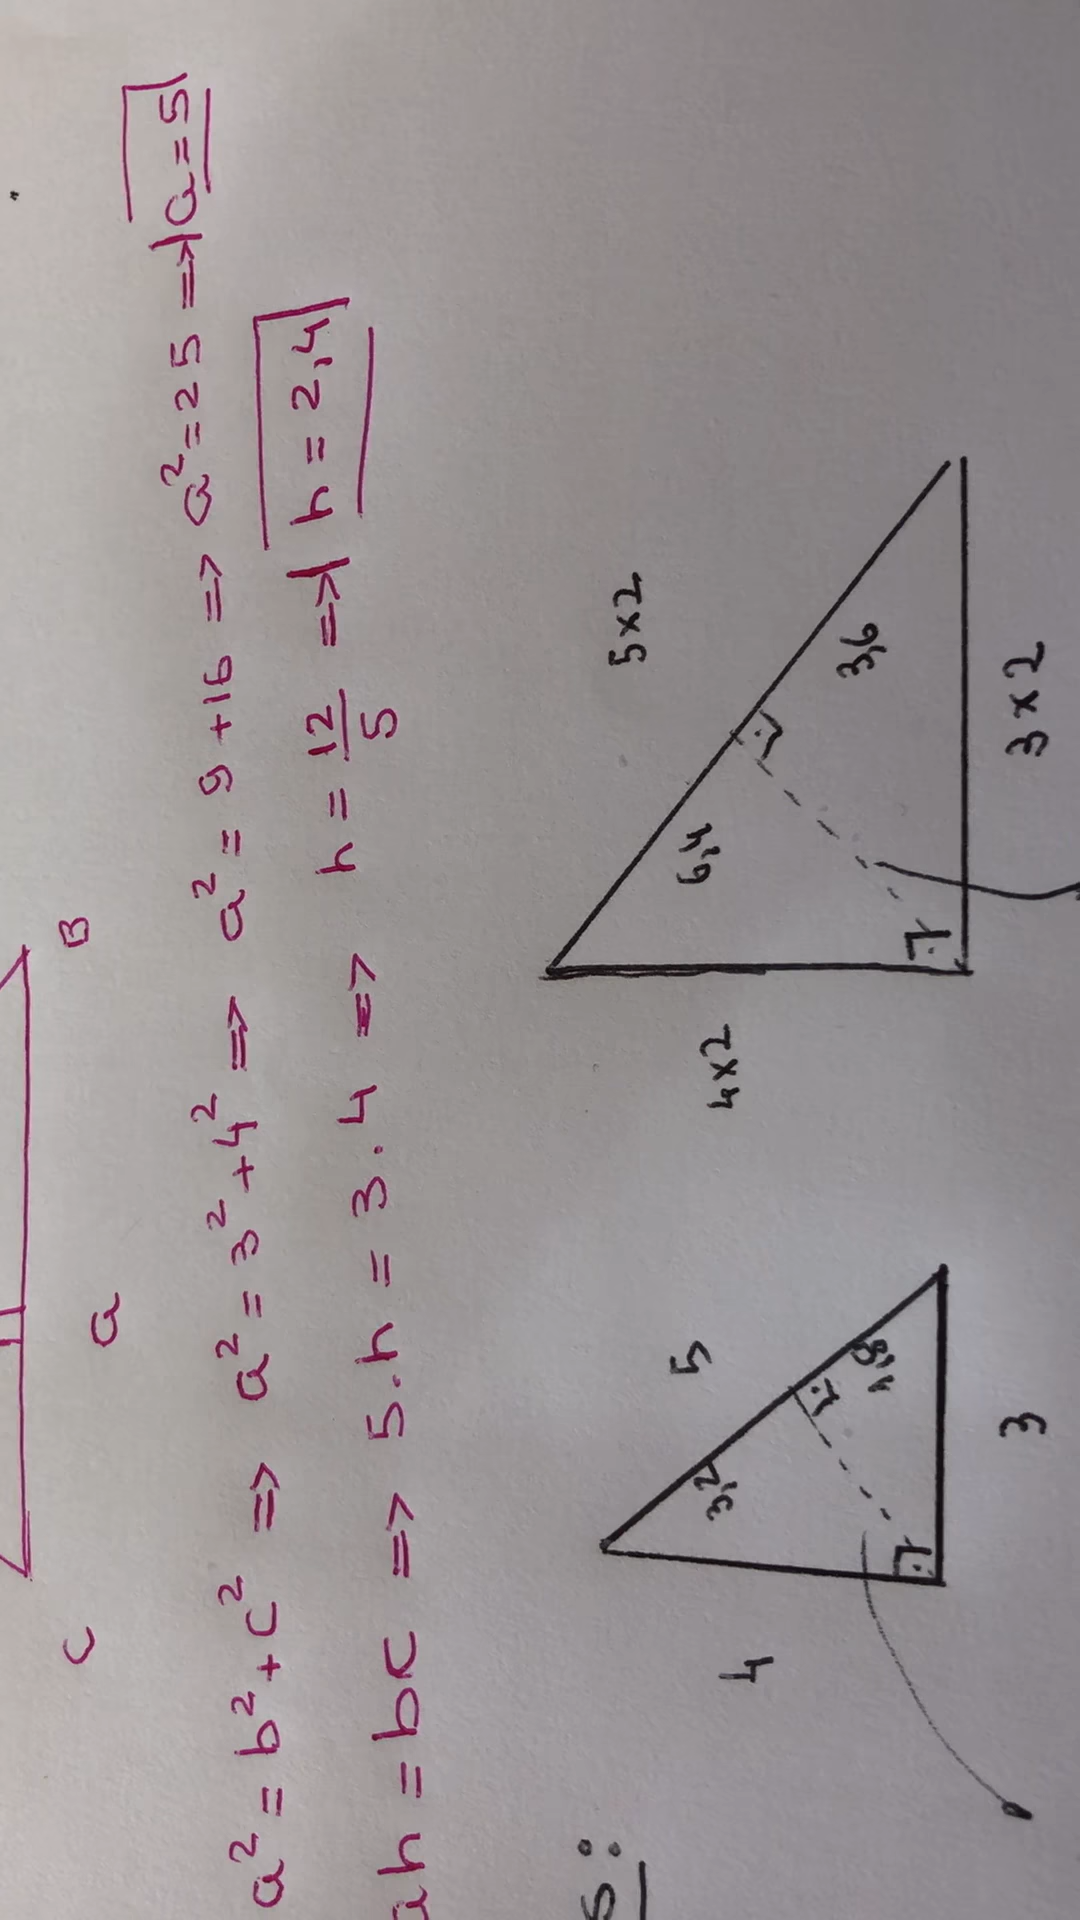 C a B
a² = b² + c² => a² = 3² + 4² => a² = 9 + 16 => a² = 25 => a = 5
ah = bc => 5.h = 3.4 => h = 12/5 => h = 2,4
4 3,2 5 1,8 3
4x2 6,4 5x2 3,6 3x2